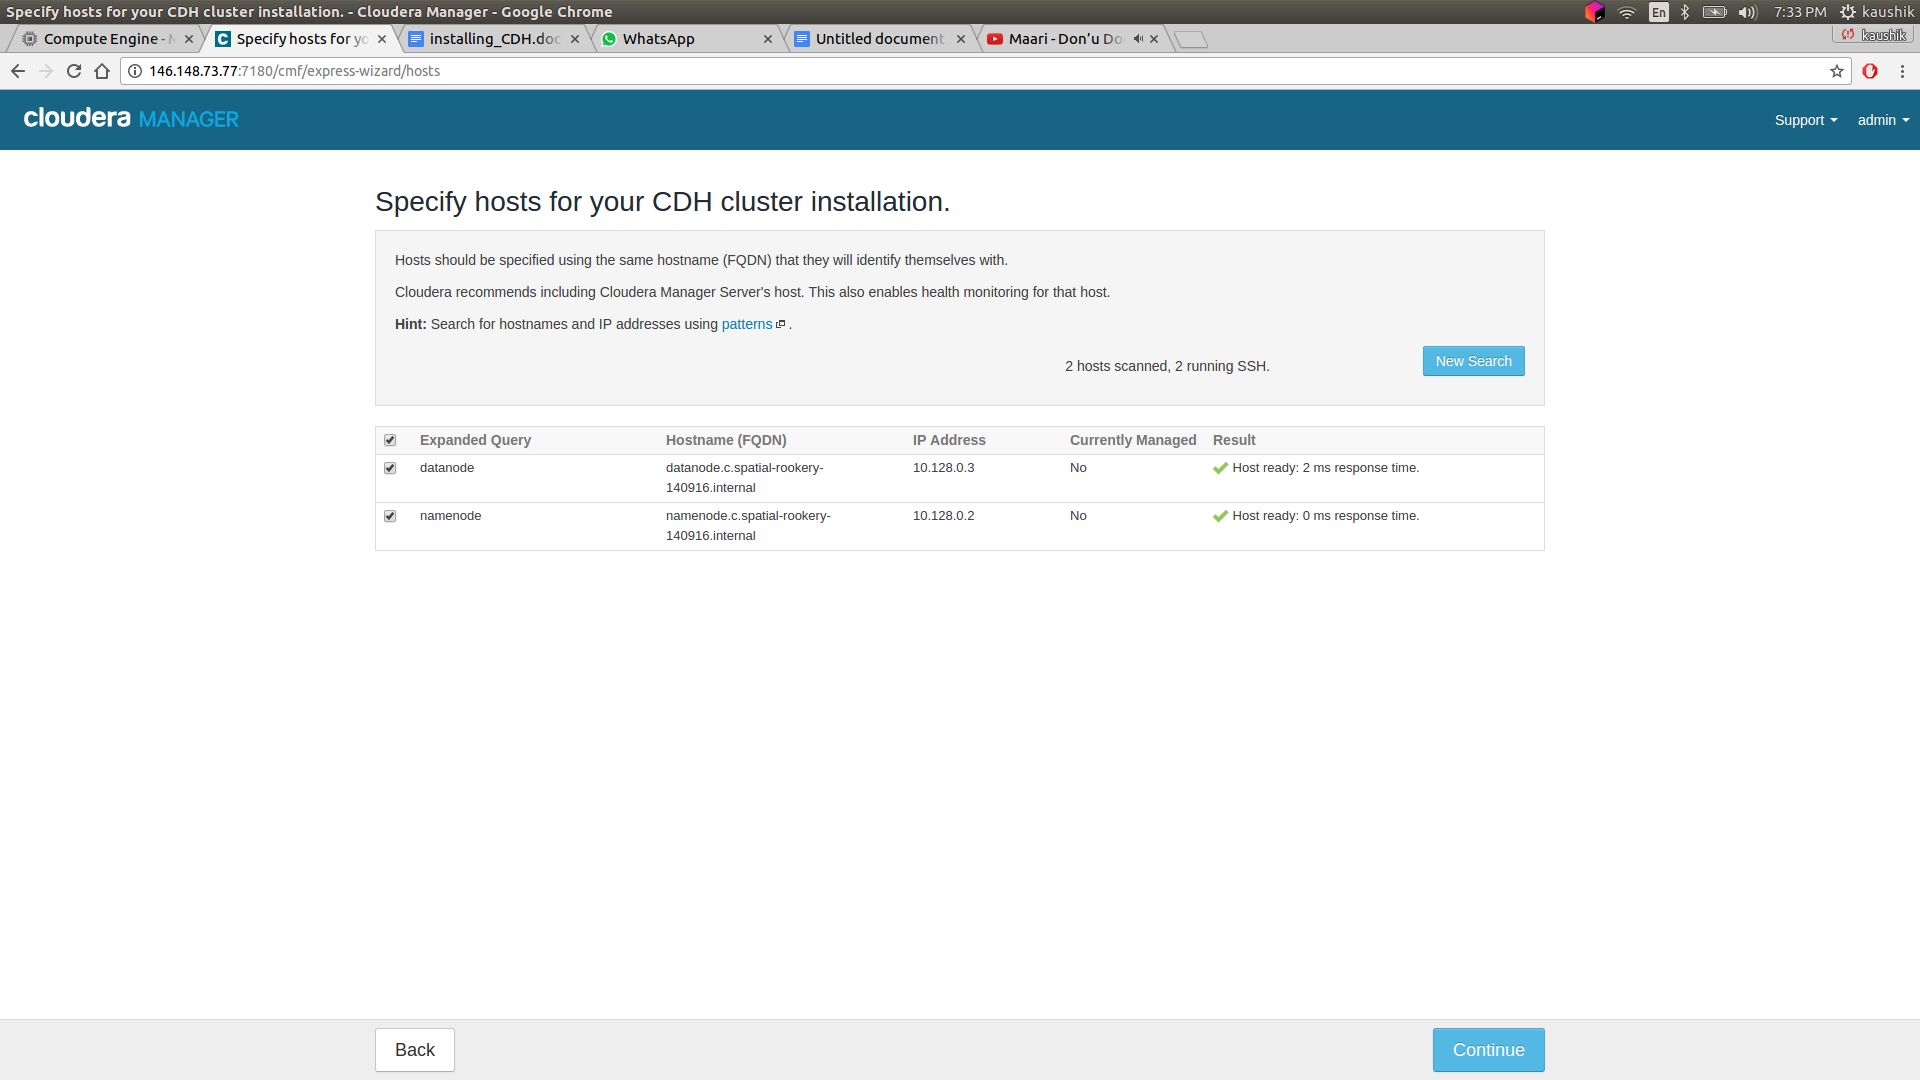 Specify hosts for your CDH cluster installation. - Cloudera Manager - Google Chrome
En
7:33 PM
kaushik
Compute Engine -
Specify hosts for yo
installing_CDH.doc
WhatsApp
Untitled document
Maari - Don’u Do
kaushik
146.148.73.77:7180/cmf/express-wizard/hosts
cloudera MANAGER
Support
admin
Specify hosts for your CDH cluster installation.
Hosts should be specified using the same hostname (FQDN) that they will identify themselves with.
Cloudera recommends including Cloudera Manager Server's host. This also enables health monitoring for that host.
Hint: Search for hostnames and IP addresses using patterns .
2 hosts scanned, 2 running SSH.
New Search
Expanded Query Hostname (FQDN) IP Address Currently Managed Result
datanode datanode.c.spatial-rookery- 10.128.0.3 No Host ready: 2 ms response time.
140916.internal
namenode namenode.c.spatial-rookery- 10.128.0.2 No Host ready: 0 ms response time.
140916.internal
Back
Continue